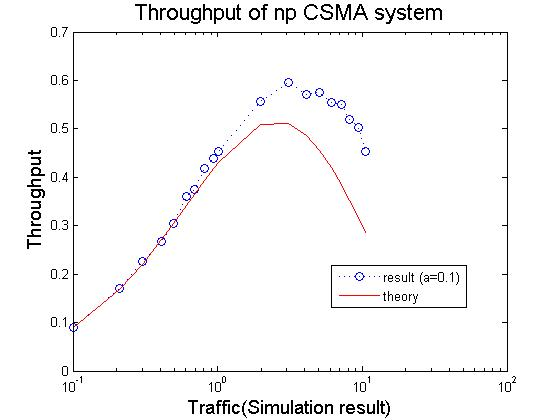 Throughput of np CSMA system
0.7
0.6
0.5
0.4
0.3
0.2
0.1
0
Throughput
result (a=0.1)
theory
10^-1
10^0
10^1
10^2
Traffic(Simulation result)